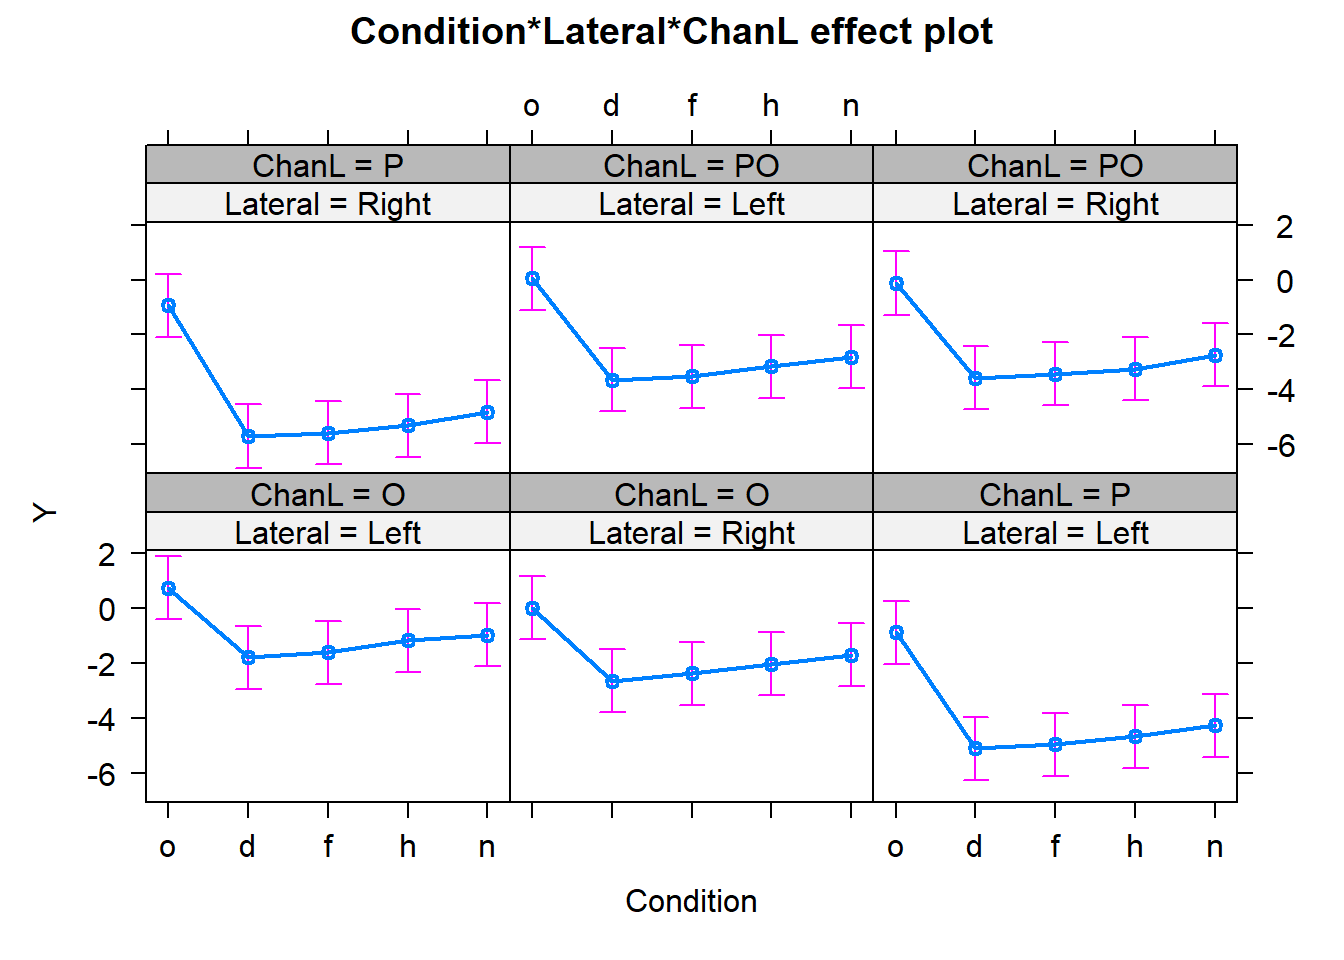 Condition*Lateral*ChanL effect plot
o d f h n
ChanL = P ChanL = PO ChanL = PO
Lateral = Right Lateral = Left Lateral = Right
2
0
-2
-4
-6
ChanL = O ChanL = O ChanL = P
Lateral = Left Lateral = Right Lateral = Left
Y
2
0
-2
-4
-6
o d f h n o d f h n
Condition